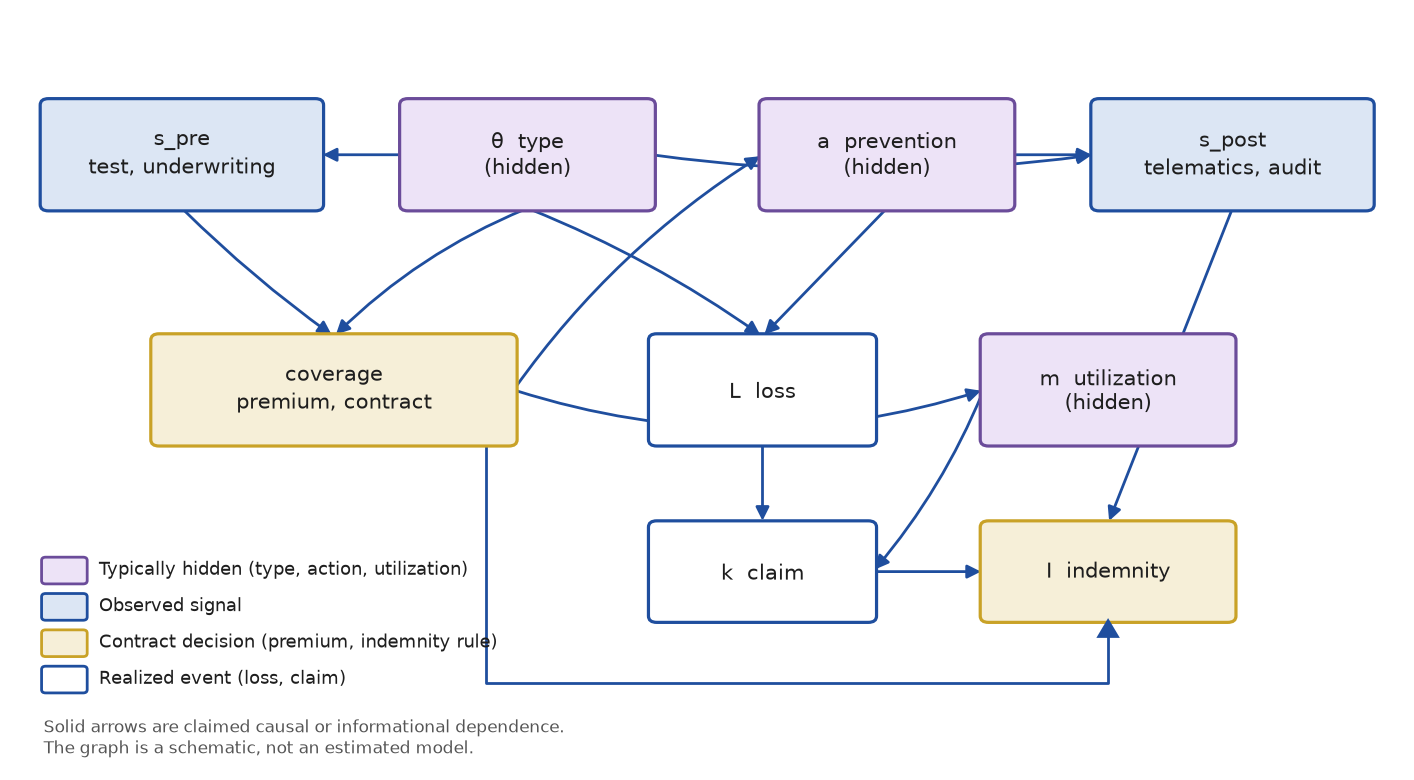 s_pre
test, underwriting
θ type
(hidden)
a prevention
(hidden)
s_post
telematics, audit
coverage
premium, contract
L loss
m utilization
(hidden)
k claim
I indemnity
Typically hidden (type, action, utilization)
Observed signal
Contract decision (premium, indemnity rule)
Realized event (loss, claim)
Solid arrows are claimed causal or informational dependence.
The graph is a schematic, not an estimated model.